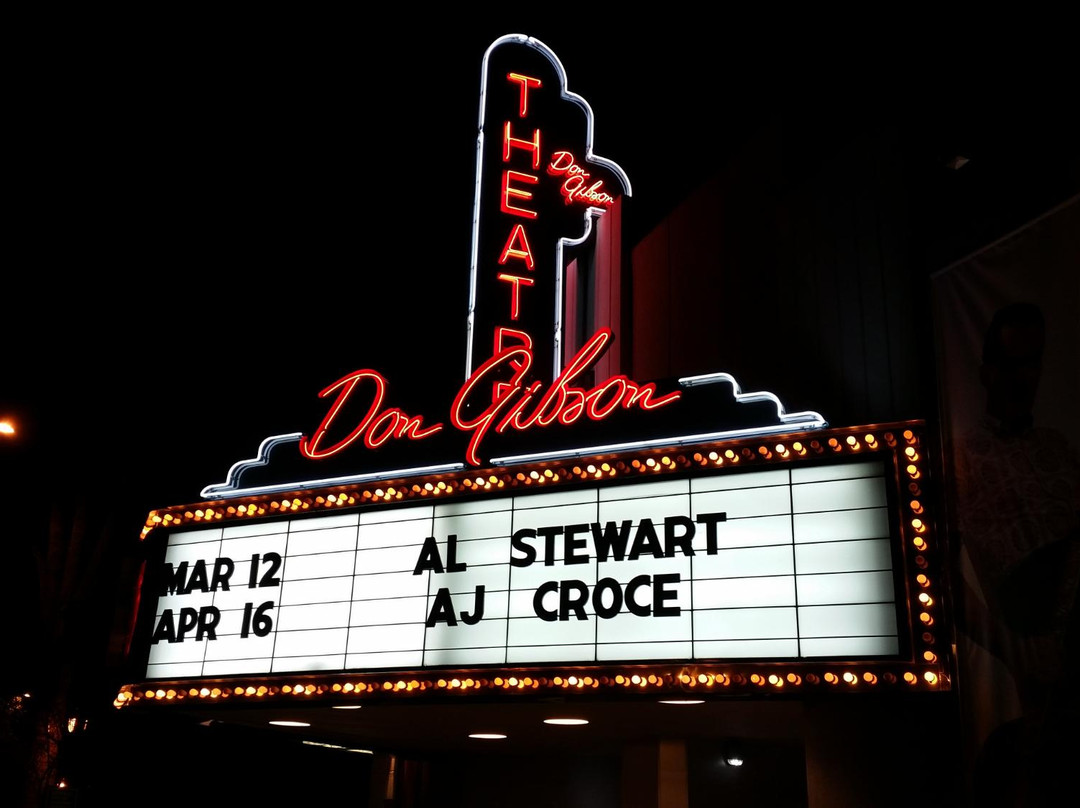 THEATRE
Don
Gibson
Don Gibson
MAR 12 AL STEWART
APR 16 AJ CROCE